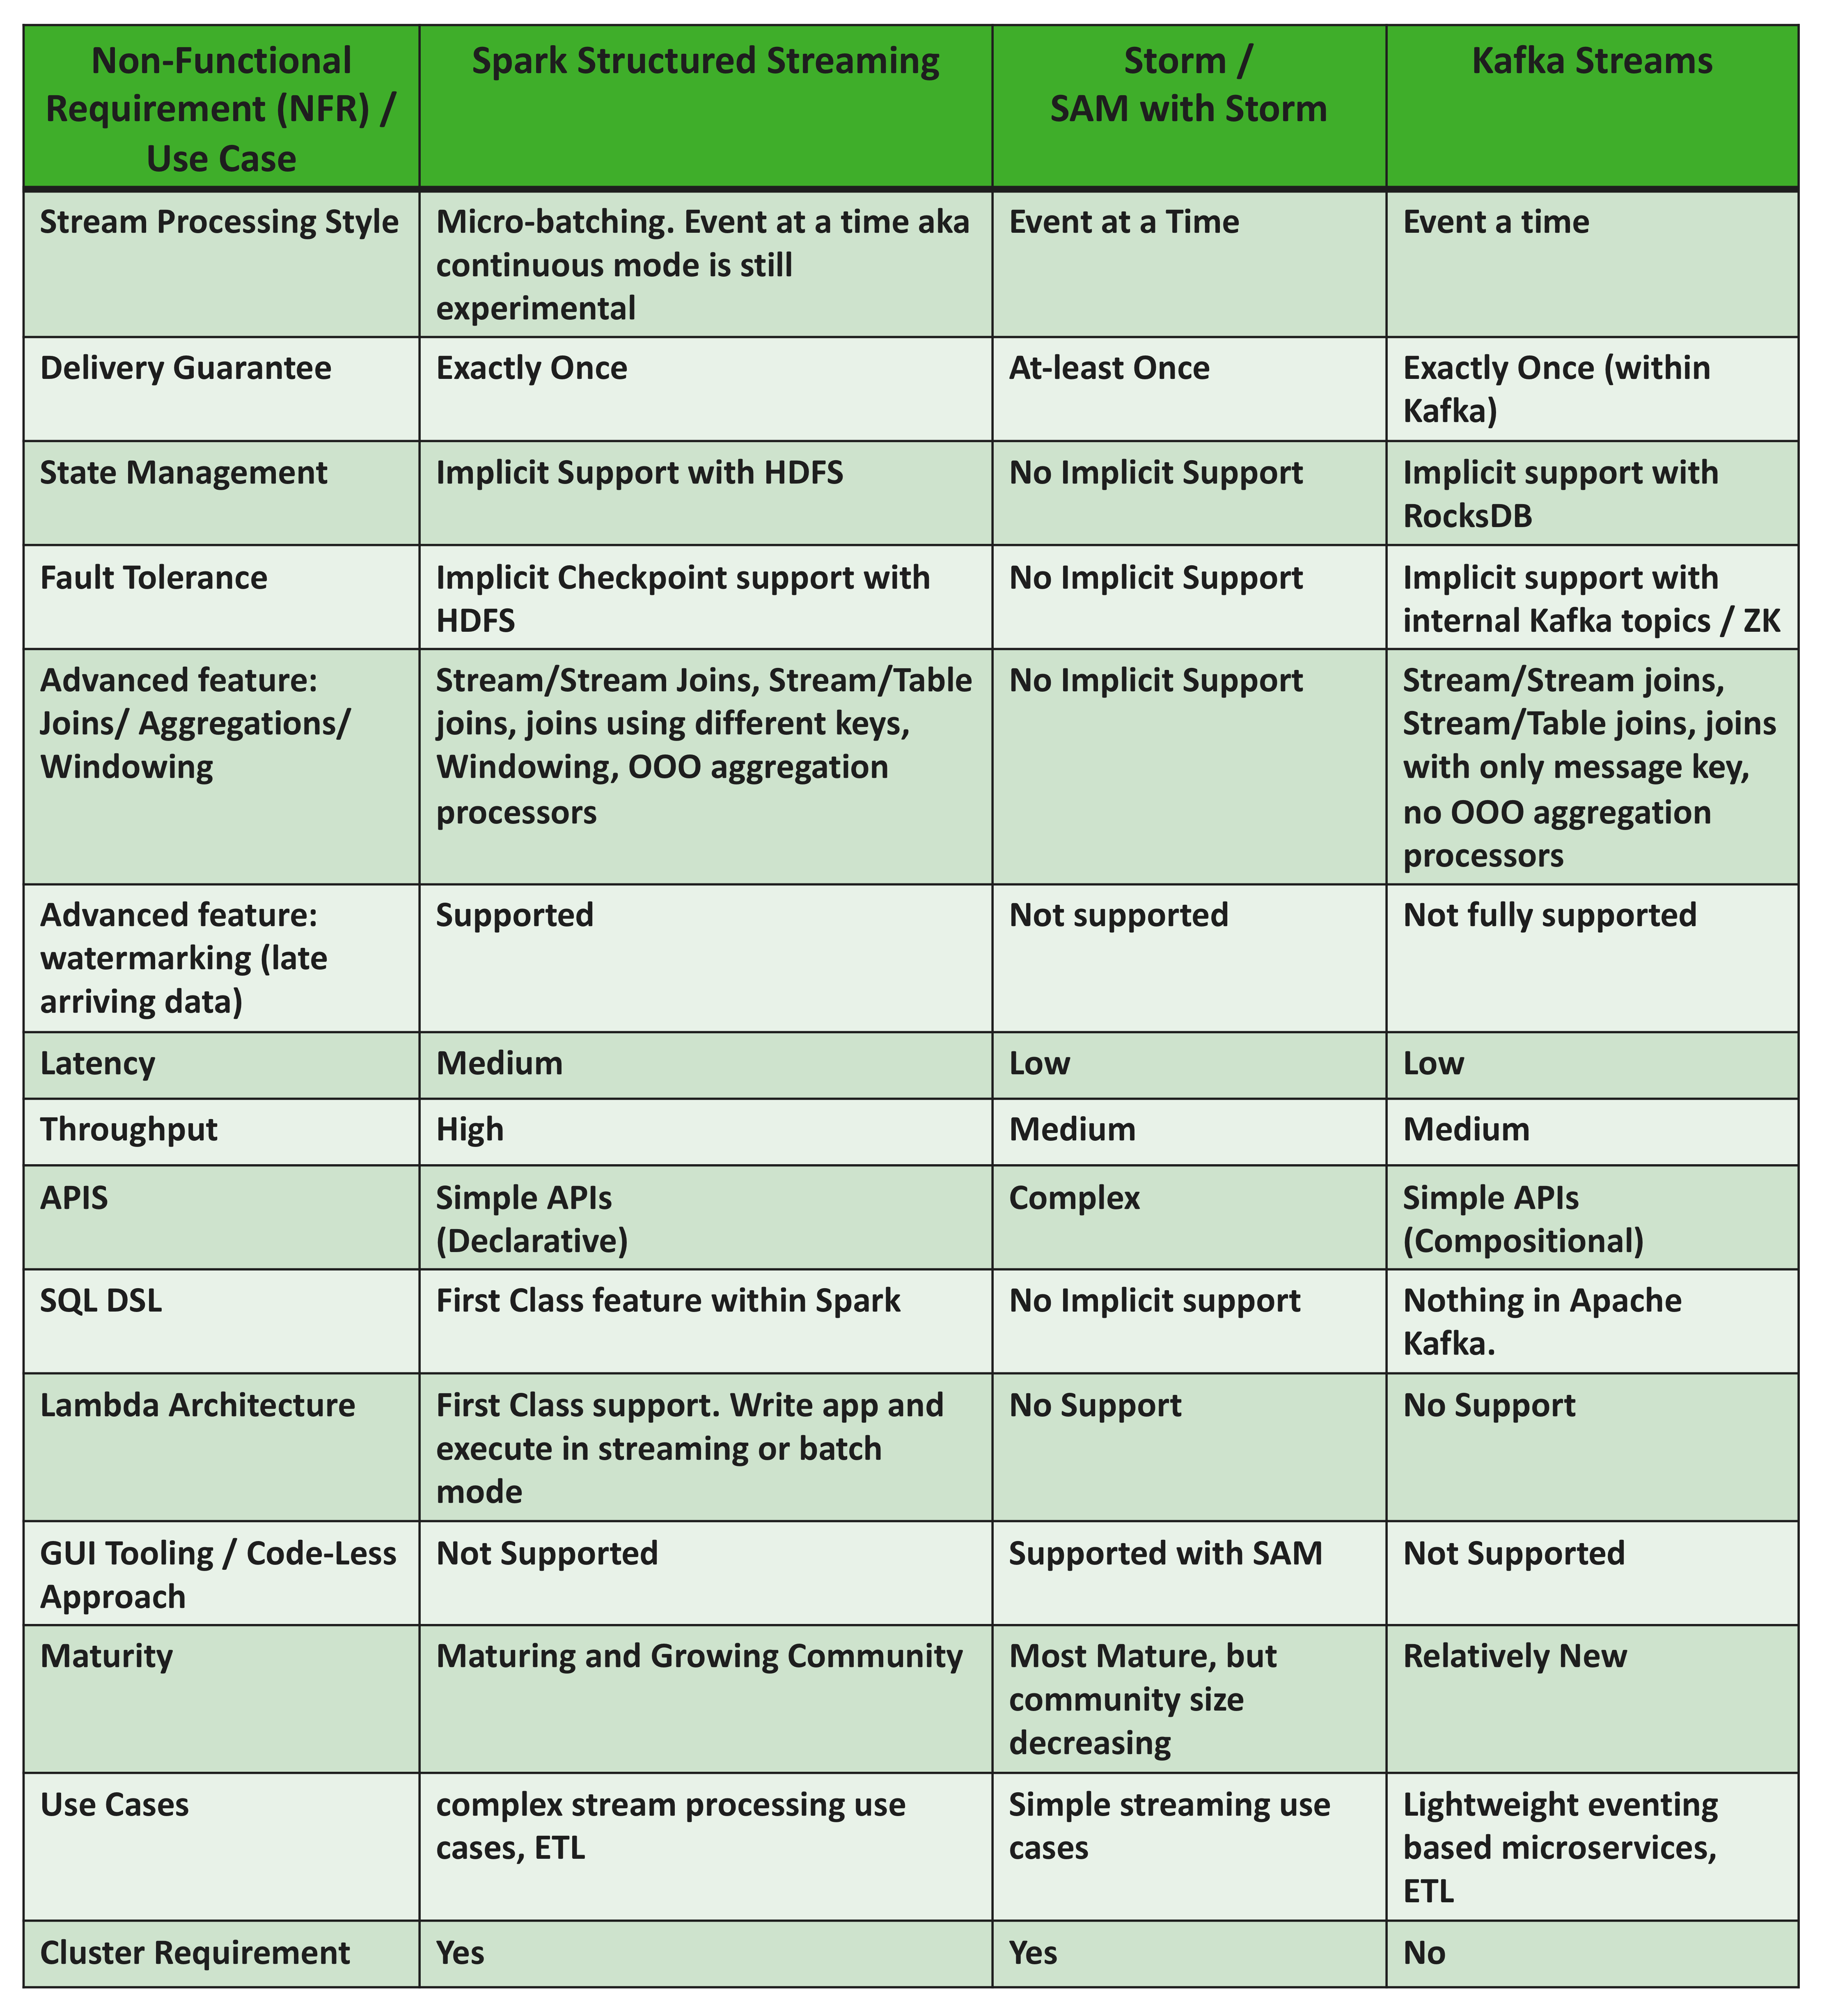 Non-Functional
Requirement (NFR) /
Use Case
Spark Structured Streaming
Storm /
SAM with Storm
Kafka Streams
Stream Processing Style
Micro-batching. Event at a time aka
continuous mode is still
experimental
Event at a Time
Event a time
Delivery Guarantee
Exactly Once
At-least Once
Exactly Once (within
Kafka)
State Management
Implicit Support with HDFS
No Implicit Support
Implicit support with
RocksDB
Fault Tolerance
Implicit Checkpoint support with
HDFS
No Implicit Support
Implicit support with
internal Kafka topics / ZK
Advanced feature:
Joins/ Aggregations/
Windowing
Stream/Stream Joins, Stream/Table
joins, joins using different keys,
Windowing, OOO aggregation
processors
No Implicit Support
Stream/Stream joins,
Stream/Table joins, joins
with only message key,
no OOO aggregation
processors
Advanced feature:
watermarking (late
arriving data)
Supported
Not supported
Not fully supported
Latency
Medium
Low
Low
Throughput
High
Medium
Medium
APIS
Simple APIs
(Declarative)
Complex
Simple APIs
(Compositional)
SQL DSL
First Class feature within Spark
No Implicit support
Nothing in Apache
Kafka.
Lambda Architecture
First Class support. Write app and
execute in streaming or batch
mode
No Support
No Support
GUI Tooling / Code-Less
Approach
Not Supported
Supported with SAM
Not Supported
Maturity
Maturing and Growing Community
Most Mature, but
community size
decreasing
Relatively New
Use Cases
complex stream processing use
cases, ETL
Simple streaming use
cases
Lightweight eventing
based microservices,
ETL
Cluster Requirement
Yes
Yes
No